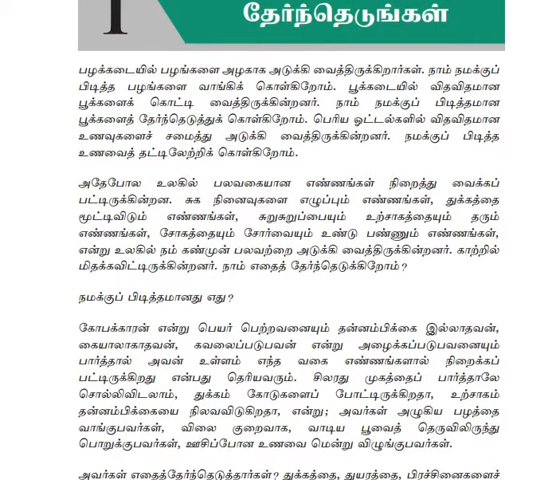 1
தேர்ந்தெடுங்கள்
பழக்கடையில் பழங்களை அழகாக அடுக்கி வைத்திருக்கிறார்கள். நாம் நமக்குப்
பிடித்த பழங்களை வாங்கிக் கொள்கிறோம். பூக்கடையில் விதவிதமான
பூக்களைக் கொட்டி வைத்திருக்கின்றனர். நாம் நமக்குப் பிடித்தமான
பூக்களைத் தேர்ந்தெடுத்துக் கொள்கிறோம். பெரிய ஓட்டல்களில் விதவிதமான
உணவுகளைச் சமைத்து அடுக்கி வைத்திருக்கின்றனர். நமக்குப் பிடித்த
உணவைத் தட்டிலேற்றிக் கொள்கிறோம்.
அதேபோல உலகில் பலவகையான எண்ணங்கள் நிறைத்து வைக்கப்
பட்டிருக்கின்றன. சுக நினைவுகளை எழுப்பும் எண்ணங்கள், துக்கத்தை
மூட்டிவிடும் எண்ணங்கள், சுறுசுறுப்பையும் உற்சாகத்தையும் தரும்
எண்ணங்கள், சோகத்தையும் சோர்வையும் உண்டு பண்ணும் எண்ணங்கள்,
என்று உலகில் நம் கண்முன் பலவற்றை அடுக்கி வைத்திருக்கின்றனர். காற்றில்
மிதக்கவிட்டிருக்கின்றனர். நாம் எதைத் தேர்ந்தெடுக்கிறோம்?
நமக்குப் பிடித்தமானது எது?
கோபக்காரன் என்று பெயர் பெற்றவனையும் தன்னம்பிக்கை இல்லாதவன்,
கையாலாகாதவன், கவலைப்படுபவன் என்று அழைக்கப்படுபவனையும்
பார்த்தால் அவன் உள்ளம் எந்த வகை எண்ணங்களால் நிறைக்கப்
பட்டிருக்கிறது என்பது தெரியவரும். சிலரது முகத்தைப் பார்த்தாலே
சொல்லிவிடலாம், துக்கம் கோடுகளைப் போட்டிருக்கிறதா, உற்சாகம்
தன்னம்பிக்கையை நிலவவிடுகிறதா, என்று; அவர்கள் அழுகிய பழத்தை
வாங்குபவர்கள், விலை குறைவாக, வாடிய பூவைத் தெருவிலிருந்து
பொறுக்குபவர்கள், ஊசிப்போன உணவை மென்று விழுங்குபவர்கள்.
அவர்கள் எதைத்தேர்ந்தெடுத்தார்கள்? துக்கத்தை, துயரத்தை, பிரச்சினைகளைச்